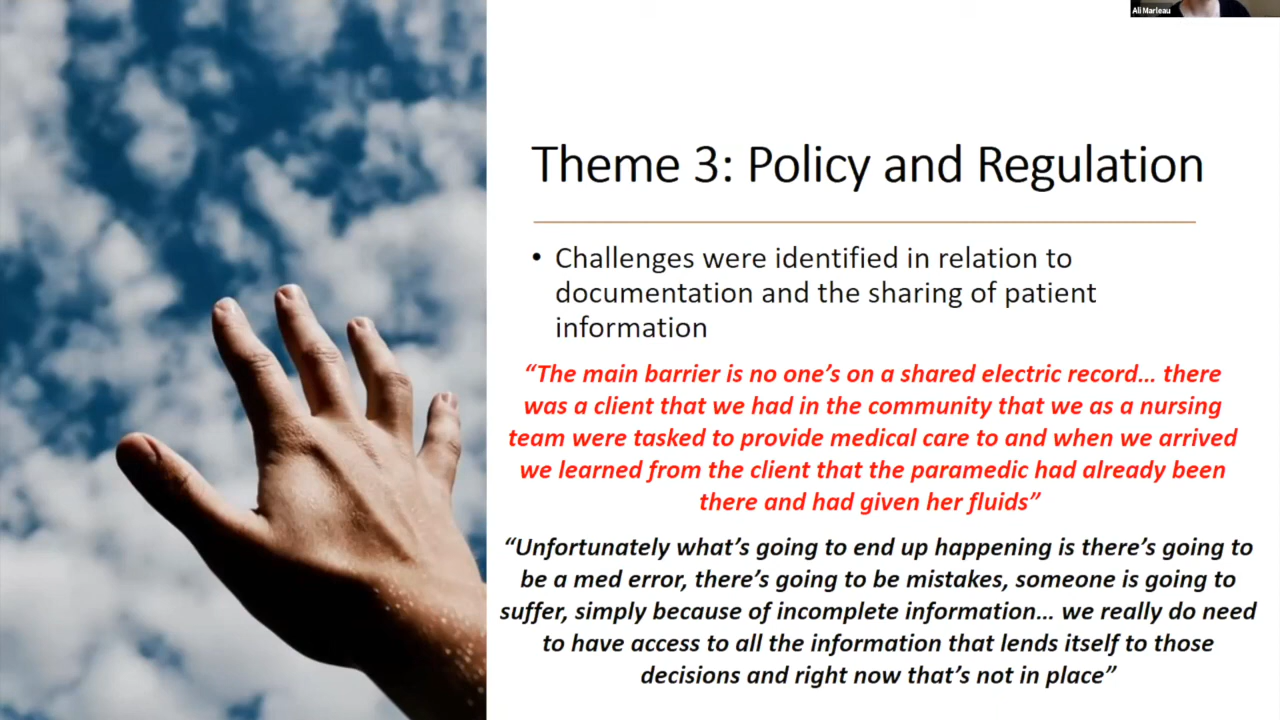 Ali Marleau
Theme 3: Policy and Regulation
• Challenges were identified in relation to
documentation and the sharing of patient
information
“The main barrier is no one’s on a shared electric record… there
was a client that we had in the community that we as a nursing
team were tasked to provide medical care to and when we arrived
we learned from the client that the paramedic had already been
there and had given her fluids”
“Unfortunately what’s going to end up happening is there’s going to
be a med error, there’s going to be mistakes, someone is going to
suffer, simply because of incomplete information… we really do need
to have access to all the information that lends itself to those
decisions and right now that’s not in place”